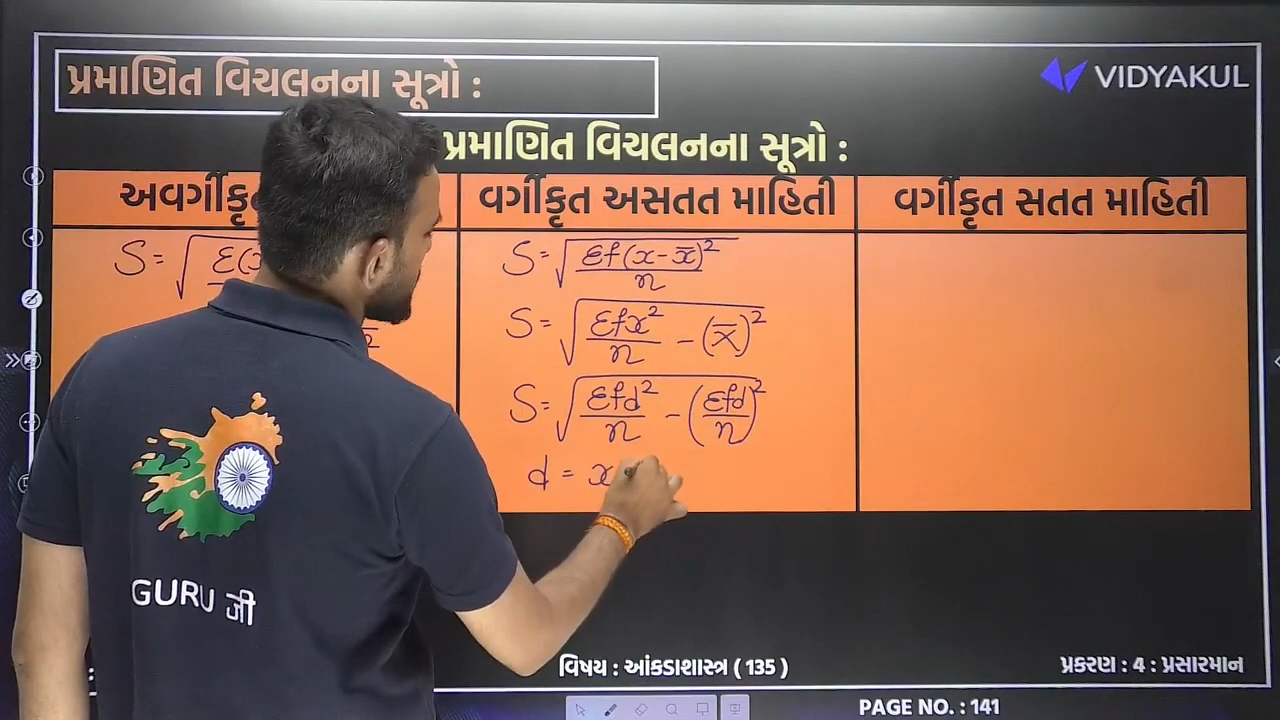 પ્રમાણિત વિચલનના સૂત્રો :
VIDYAKUL
પ્રમાણિત વિચલનના સૂત્રો :
વર્ગીકૃત અસતત માહિતી
વર્ગીકૃત સતત માહિતી
S = √
S = √(Σf(x-x̄)²/n)
S = √(Σfx²/n - (x̄)²)
S = √(Σfd²/n - (Σfd/n)²)
d = x
GURU જી
વિષય : આંકડાશાસ્ત્ર ( 135 )
પ્રકરણ : 4 : પ્રસારમાન
PAGE NO. : 141